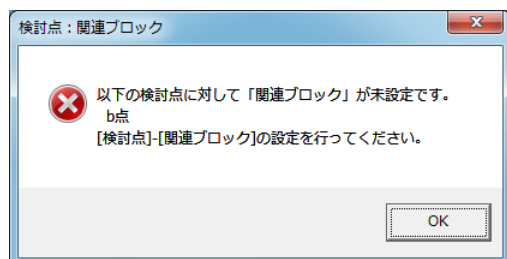 検討点：関連ブロック
以下の検討点に対して「関連ブロック」が未設定です。
b点
[検討点]-[関連ブロック]の設定を行ってください。
OK